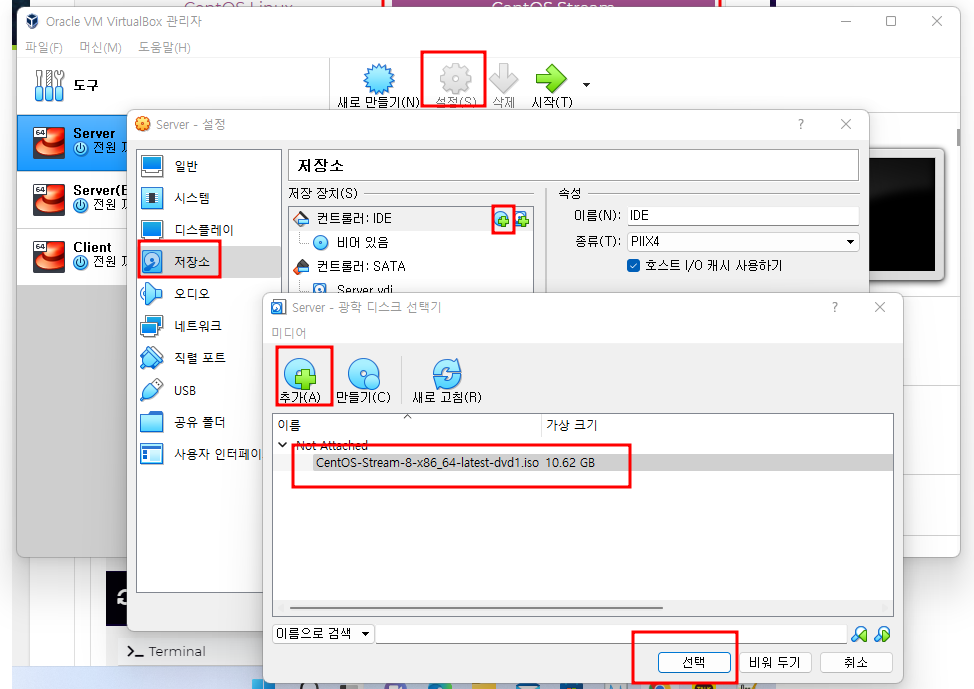 CentOS Linux
CentOS Stream
Oracle VM VirtualBox 관리자
파일(F) 머신(M) 도움말(H)
도구
새로 만들기(N) 설정(S) 삭제 시작(T)
64 Server
전원
64 Server(
전원
64 Client
전원
Server - 설정
일반
시스템
디스플레이
저장소
오디오
네트워크
직렬 포트
USB
공유 폴더
사용자 인터페이
저장소
저장 장치(S)
컨트롤러: IDE
비어 있음
컨트롤러: SATA
Server.vdi
속성
이름(N): IDE
종류(T): PIIX4
호스트 I/O 캐시 사용하기
Server - 광학 디스크 선택기
미디어
추가(A) 만들기(C) 새로 고침(R)
이름 가상 크기
Not Attached
CentOS-Stream-8-x86_64-latest-dvd1.iso 10.62 GB
이름으로 검색
선택 비워 두기 취소
Terminal